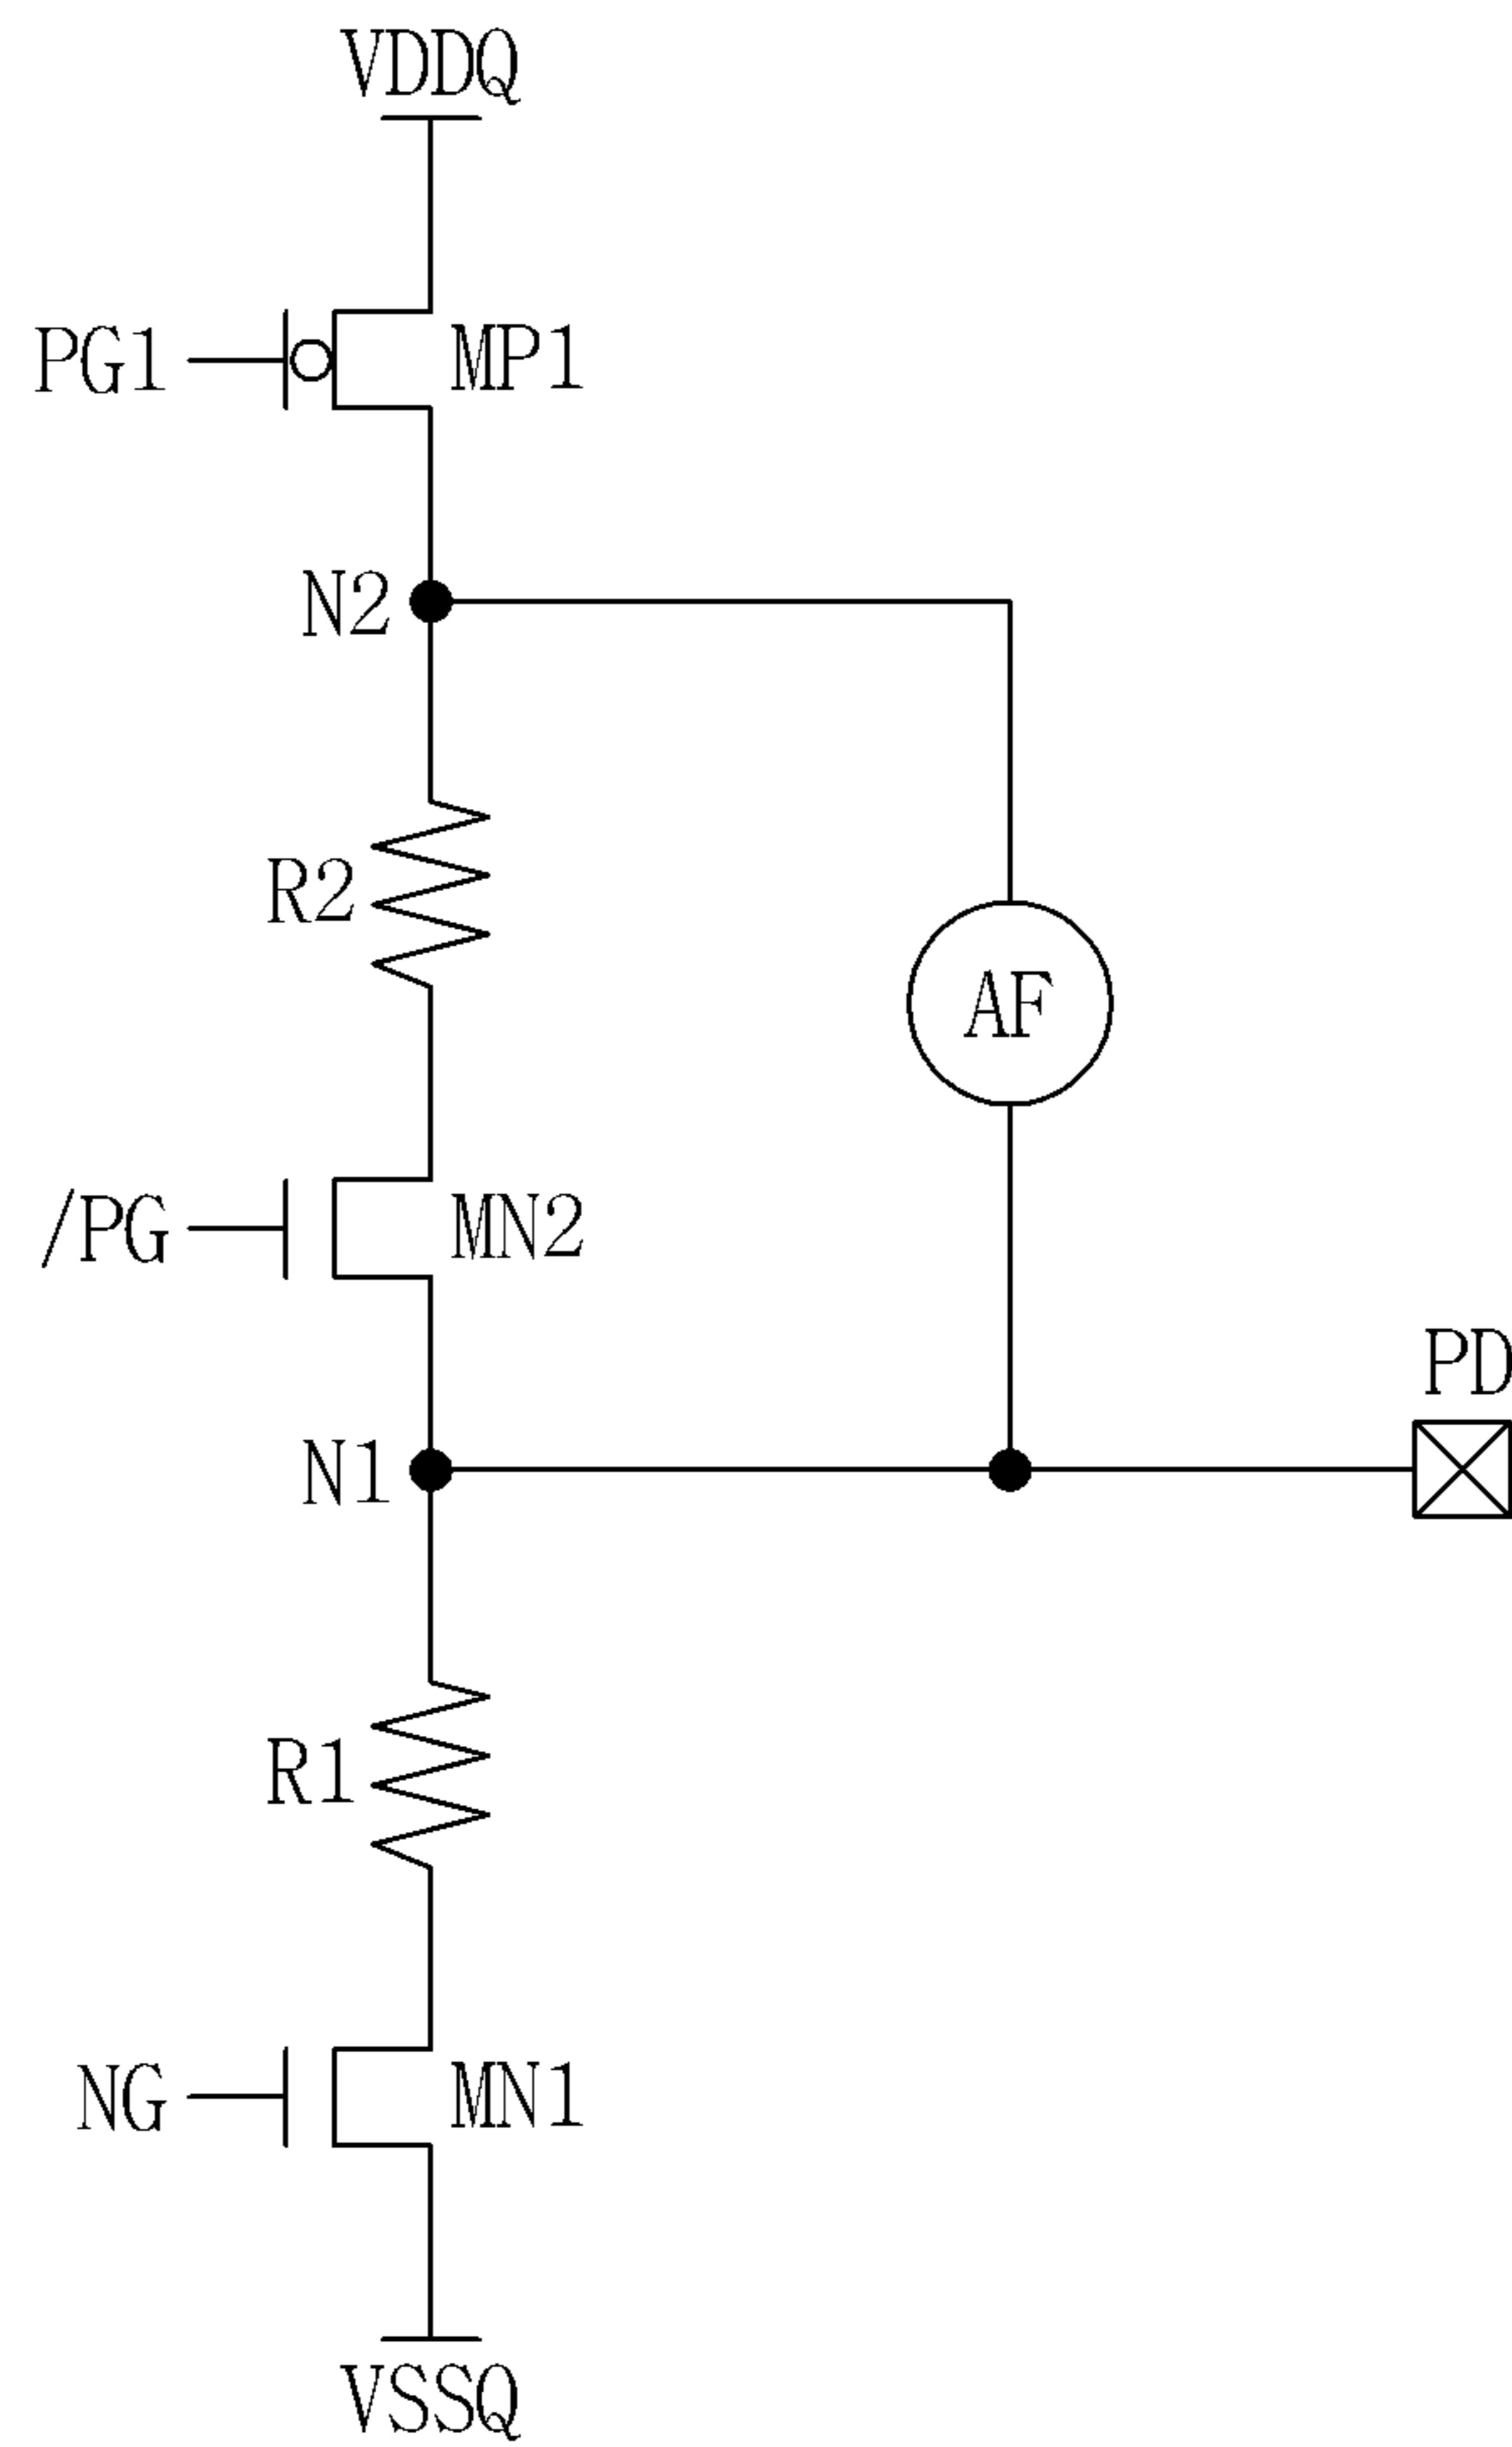 VDDQ
PG1
MP1
N2
R2
AF
/PG
MN2
PD
N1
R1
NG
MN1
VSSQ